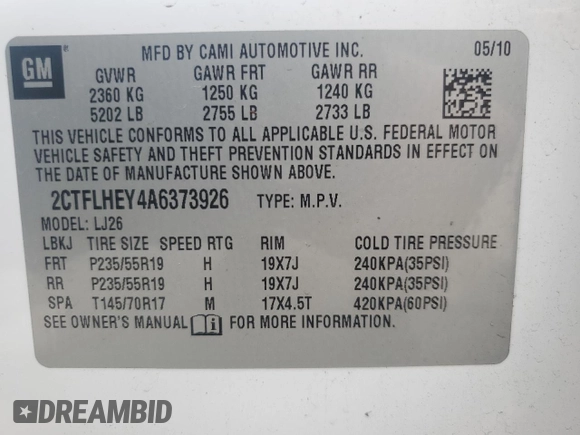 GM
MFD BY CAMI AUTOMOTIVE INC. 05/10
GVWR GAWR FRT GAWR RR
2360 KG 1250 KG 1240 KG
5202 LB 2755 LB 2733 LB
THIS VEHICLE CONFORMS TO ALL APPLICABLE U.S. FEDERAL MOTOR
VEHICLE SAFETY AND THEFT PREVENTION STANDARDS IN EFFECT ON
THE DATE OF MANUFACTURE SHOWN ABOVE.
2CTFLHEY4A6373926 TYPE: M.P.V.
MODEL: LJ26
LBKJ TIRE SIZE SPEED RTG RIM COLD TIRE PRESSURE
FRT P235/55R19 H 19X7J 240KPA(35PSI)
RR P235/55R19 H 19X7J 240KPA(35PSI)
SPA T145/70R17 M 17X4.5T 420KPA(60PSI)
SEE OWNER'S MANUAL FOR MORE INFORMATION.
DREAMBID